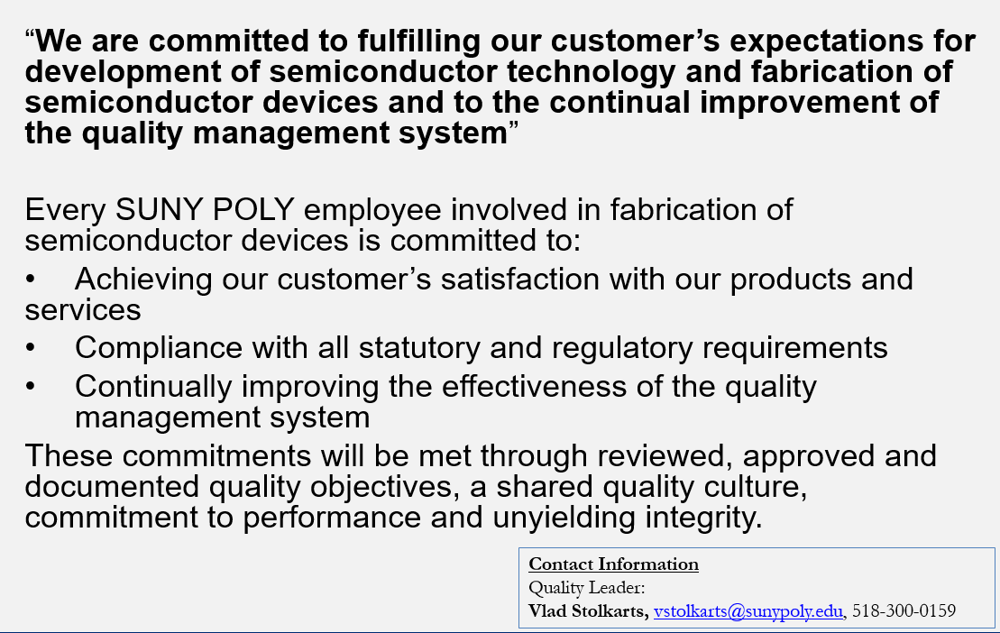 “We are committed to fulfilling our customer’s expectations for
development of semiconductor technology and fabrication of
semiconductor devices and to the continual improvement of
the quality management system”
Every SUNY POLY employee involved in fabrication of
semiconductor devices is committed to:
• Achieving our customer’s satisfaction with our products and
services
• Compliance with all statutory and regulatory requirements
• Continually improving the effectiveness of the quality
management system
These commitments will be met through reviewed, approved and
documented quality objectives, a shared quality culture,
commitment to performance and unyielding integrity.
Contact Information
Quality Leader:
Vlad Stolkarts, vstolkarts@sunypoly.edu, 518-300-0159